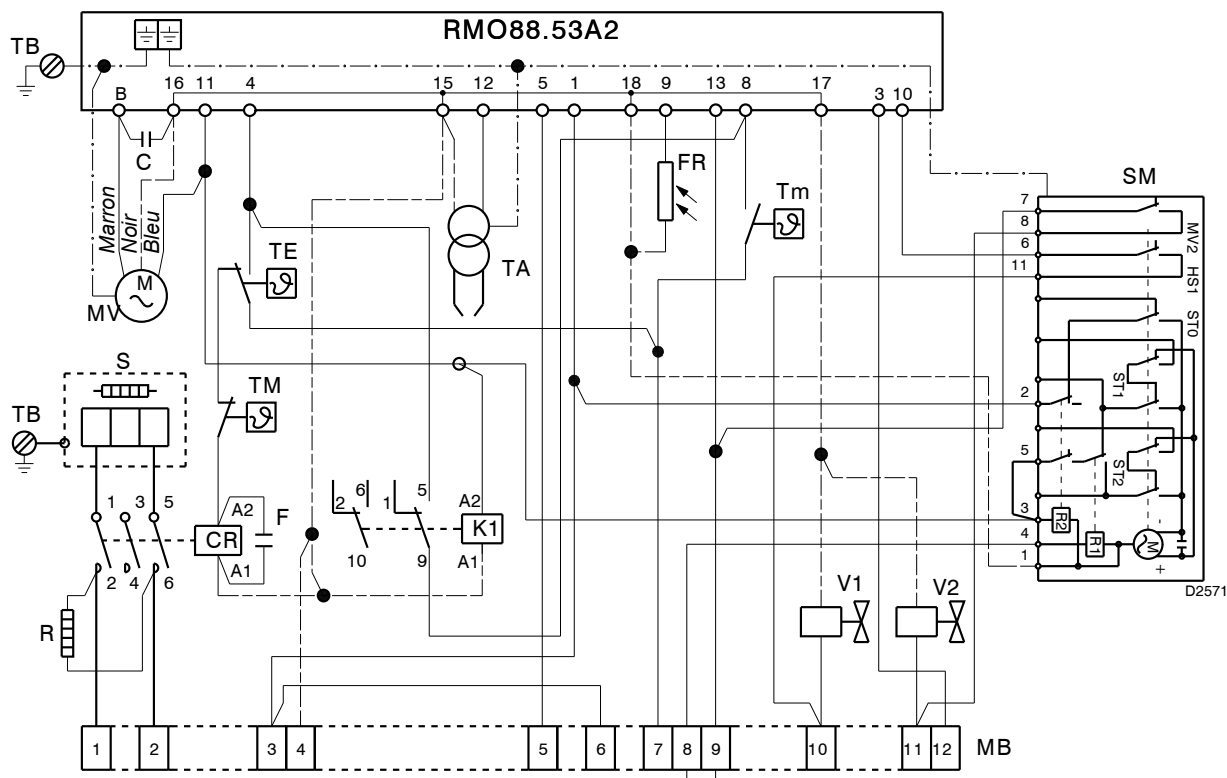 RMO88.53A2
TB
B 16 11 4 15 12 5 1 18 9 13 8 17 3 10
C
Marron
Noir
Bleu
M
MV
TE
ϑ
TA
FR
Tm
ϑ
SM
7
8
6
11
MV2
HS1
ST0
ST1
2
5
ST2
3
R2
4
R1
M
-
+
1
D2571
S
TB
TM
ϑ
1 3 5
2 4 6
R
A2
CR
A1
F
6
2
10
5
1
9
A2
K1
A1
V1
V2
1 2 3 4 5 6 7 8 9 10 11 12
MB